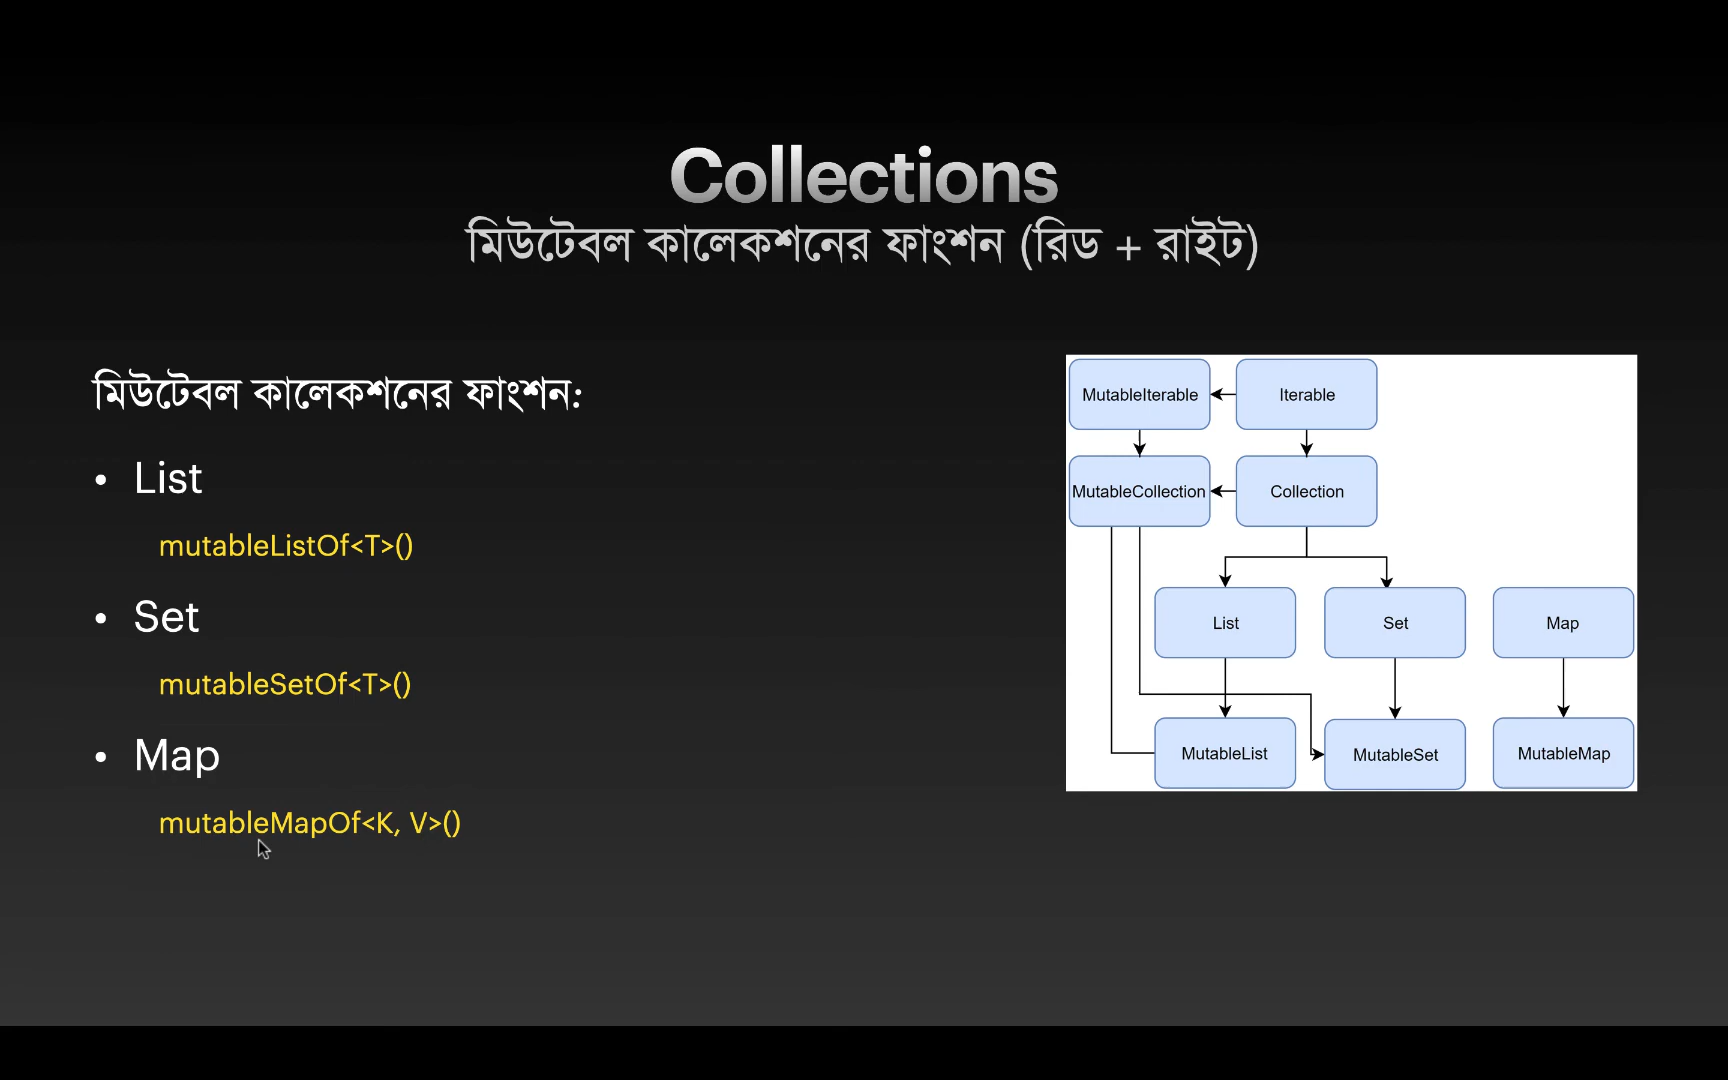 Collections
মিউটেবল কালেকশনের ফাংশন (রিড + রাইট)
মিউটেবল কালেকশনের ফাংশন:
• List
mutableListOf<T>()
• Set
mutableSetOf<T>()
• Map
mutableMapOf<K, V>()
MutableIterable
Iterable
MutableCollection
Collection
List
Set
Map
MutableList
MutableSet
MutableMap